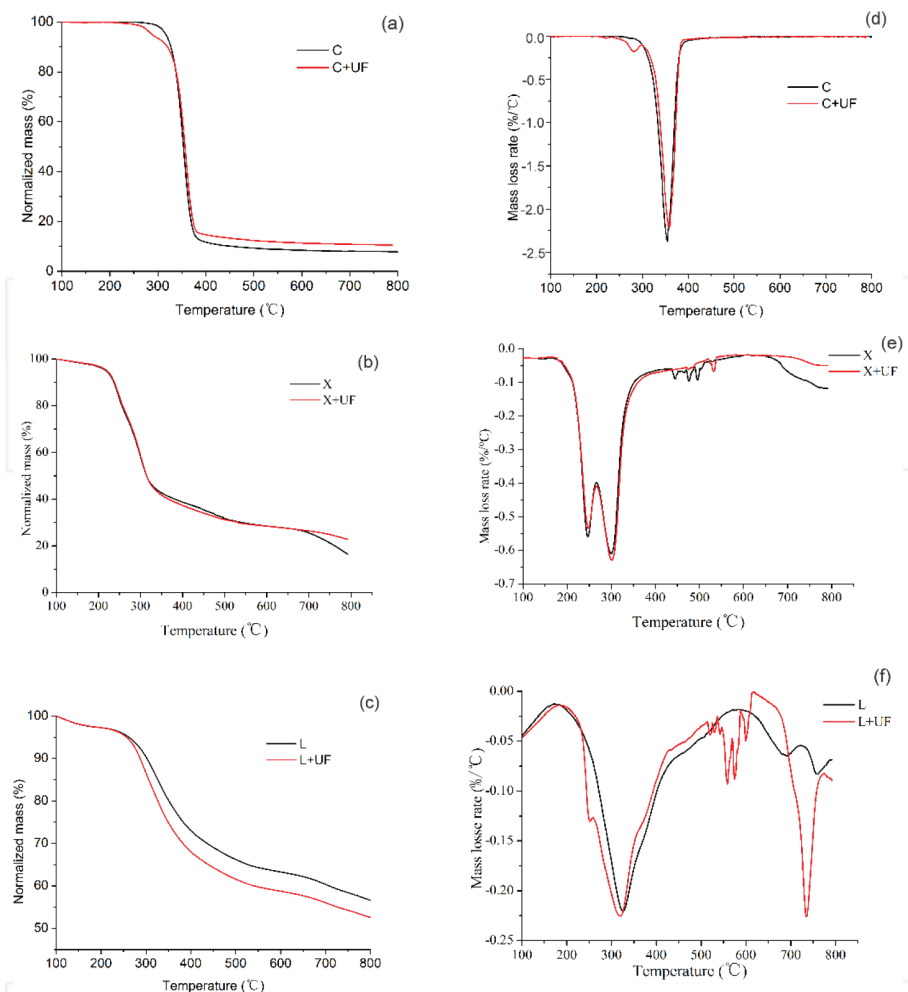 (a)
100
80
60
40
20
0
Normalized mass (%)
C
C+UF
100 200 300 400 500 600 700 800
Temperature (℃)
(d)
0.0
-0.5
-1.0
-1.5
-2.0
-2.5
Mass loss rate (%/℃)
C
C+UF
100 200 300 400 500 600 700 800
Temperature (℃)
(b)
100
80
60
40
20
0
Normalized mass (%)
X
X+UF
100 200 300 400 500 600 700 800
Temperature (℃)
(e)
0.0
-0.1
-0.2
-0.3
-0.4
-0.5
-0.6
-0.7
Mass loss rate (%/℃)
X
X+UF
100 200 300 400 500 600 700 800
Temperature (℃)
(c)
100
90
80
70
60
50
Normalized mass (%)
L
L+UF
100 200 300 400 500 600 700 800
Temperature (℃)
(f)
0.00
-0.05
-0.10
-0.15
-0.20
-0.25
Mass losse rate (%/℃)
L
L+UF
100 200 300 400 500 600 700 800
Temperature (℃)